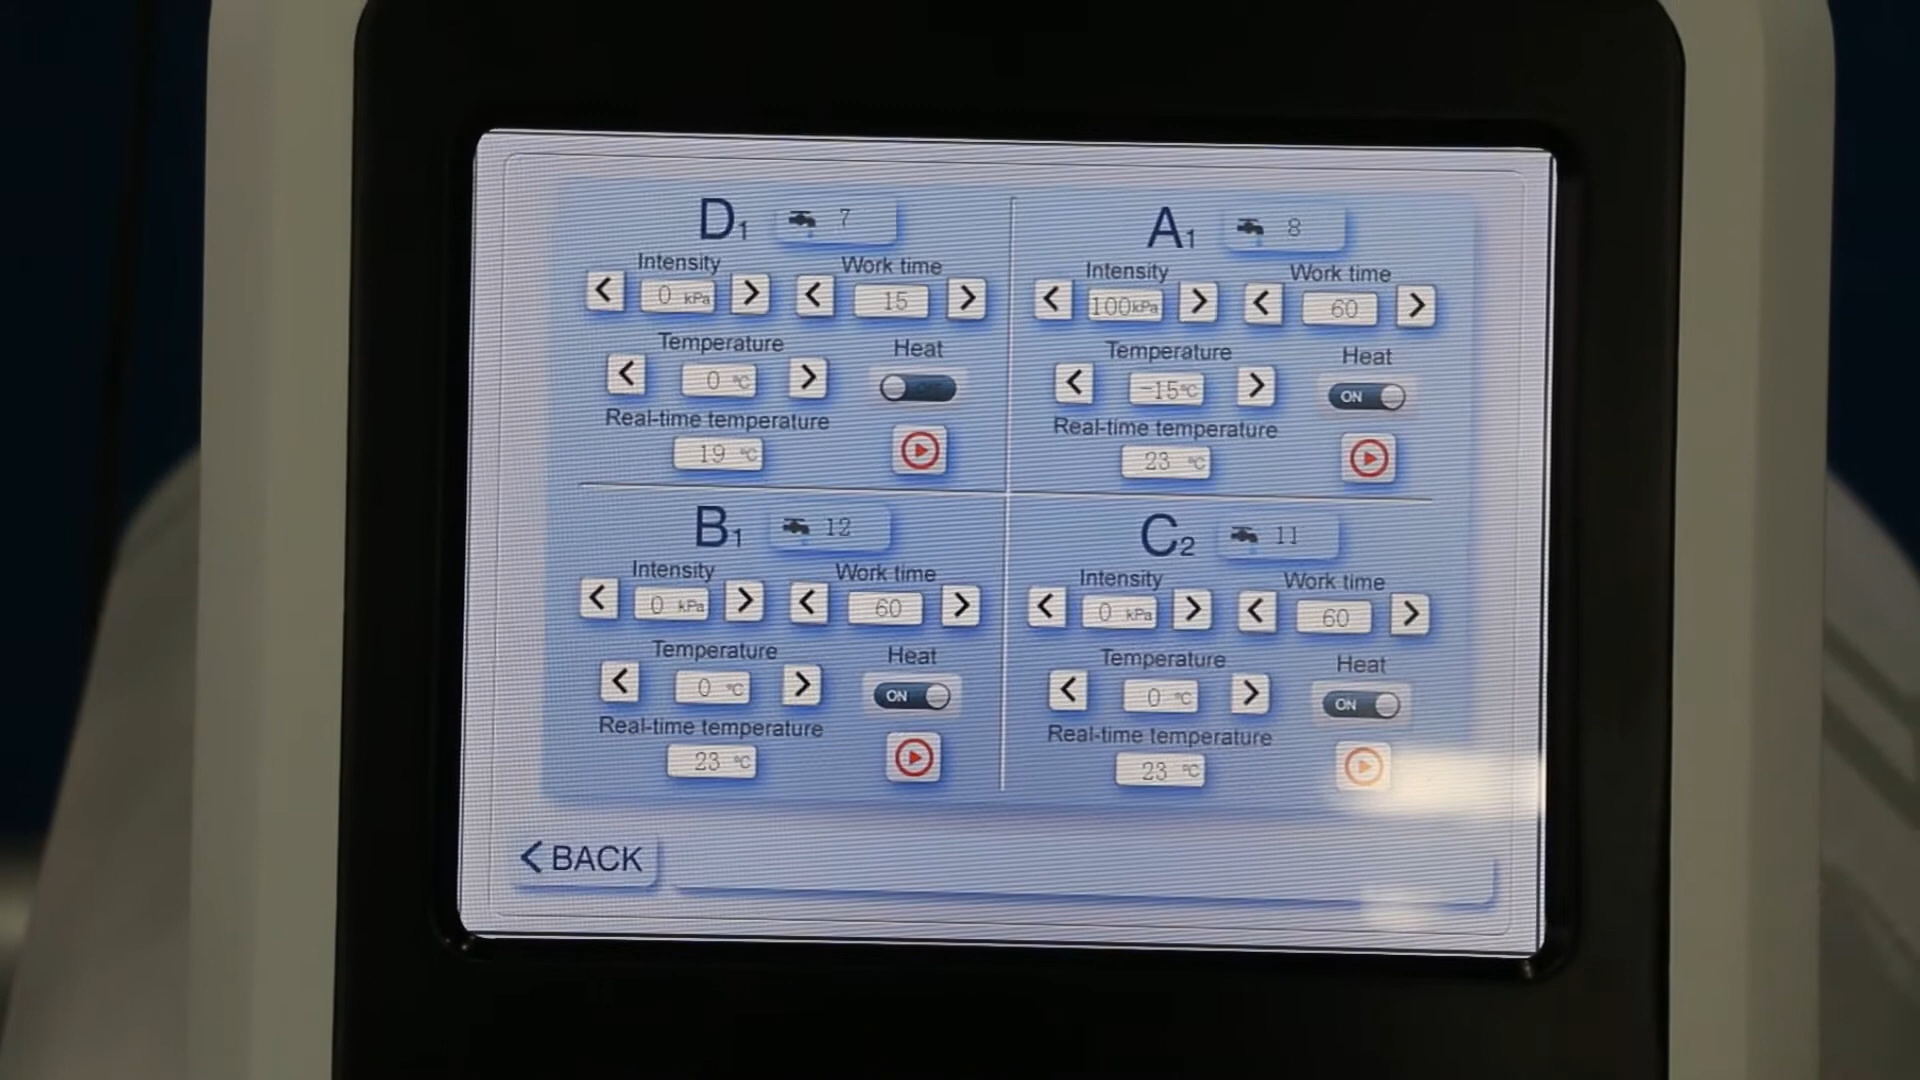 D1 7
Intensity Work time
0 kPa 15
Temperature Heat
0 °C
Real-time temperature
19 °C
A1 8
Intensity Work time
100kPa 60
Temperature Heat
-15°C ON
Real-time temperature
23 °C
B1 12
Intensity Work time
0 kPa 60
Temperature Heat
0 °C ON
Real-time temperature
23 °C
C2 11
Intensity Work time
0 kPa 60
Temperature Heat
0 °C ON
Real-time temperature
23 °C
BACK